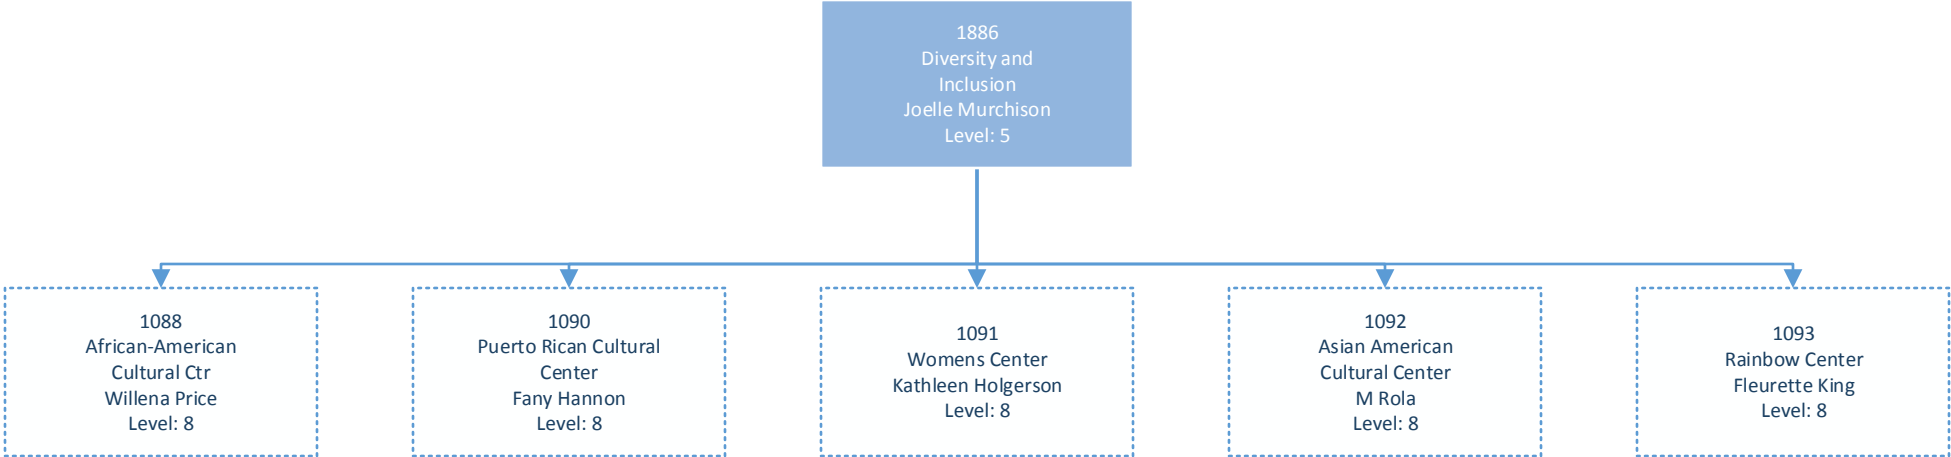 1886
Diversity and
Inclusion
Joelle Murchison
Level: 5
1088
African-American
Cultural Ctr
Willena Price
Level: 8
1090
Puerto Rican Cultural
Center
Fany Hannon
Level: 8
1091
Womens Center
Kathleen Holgerson
Level: 8
1092
Asian American
Cultural Center
M Rola
Level: 8
1093
Rainbow Center
Fleurette King
Level: 8